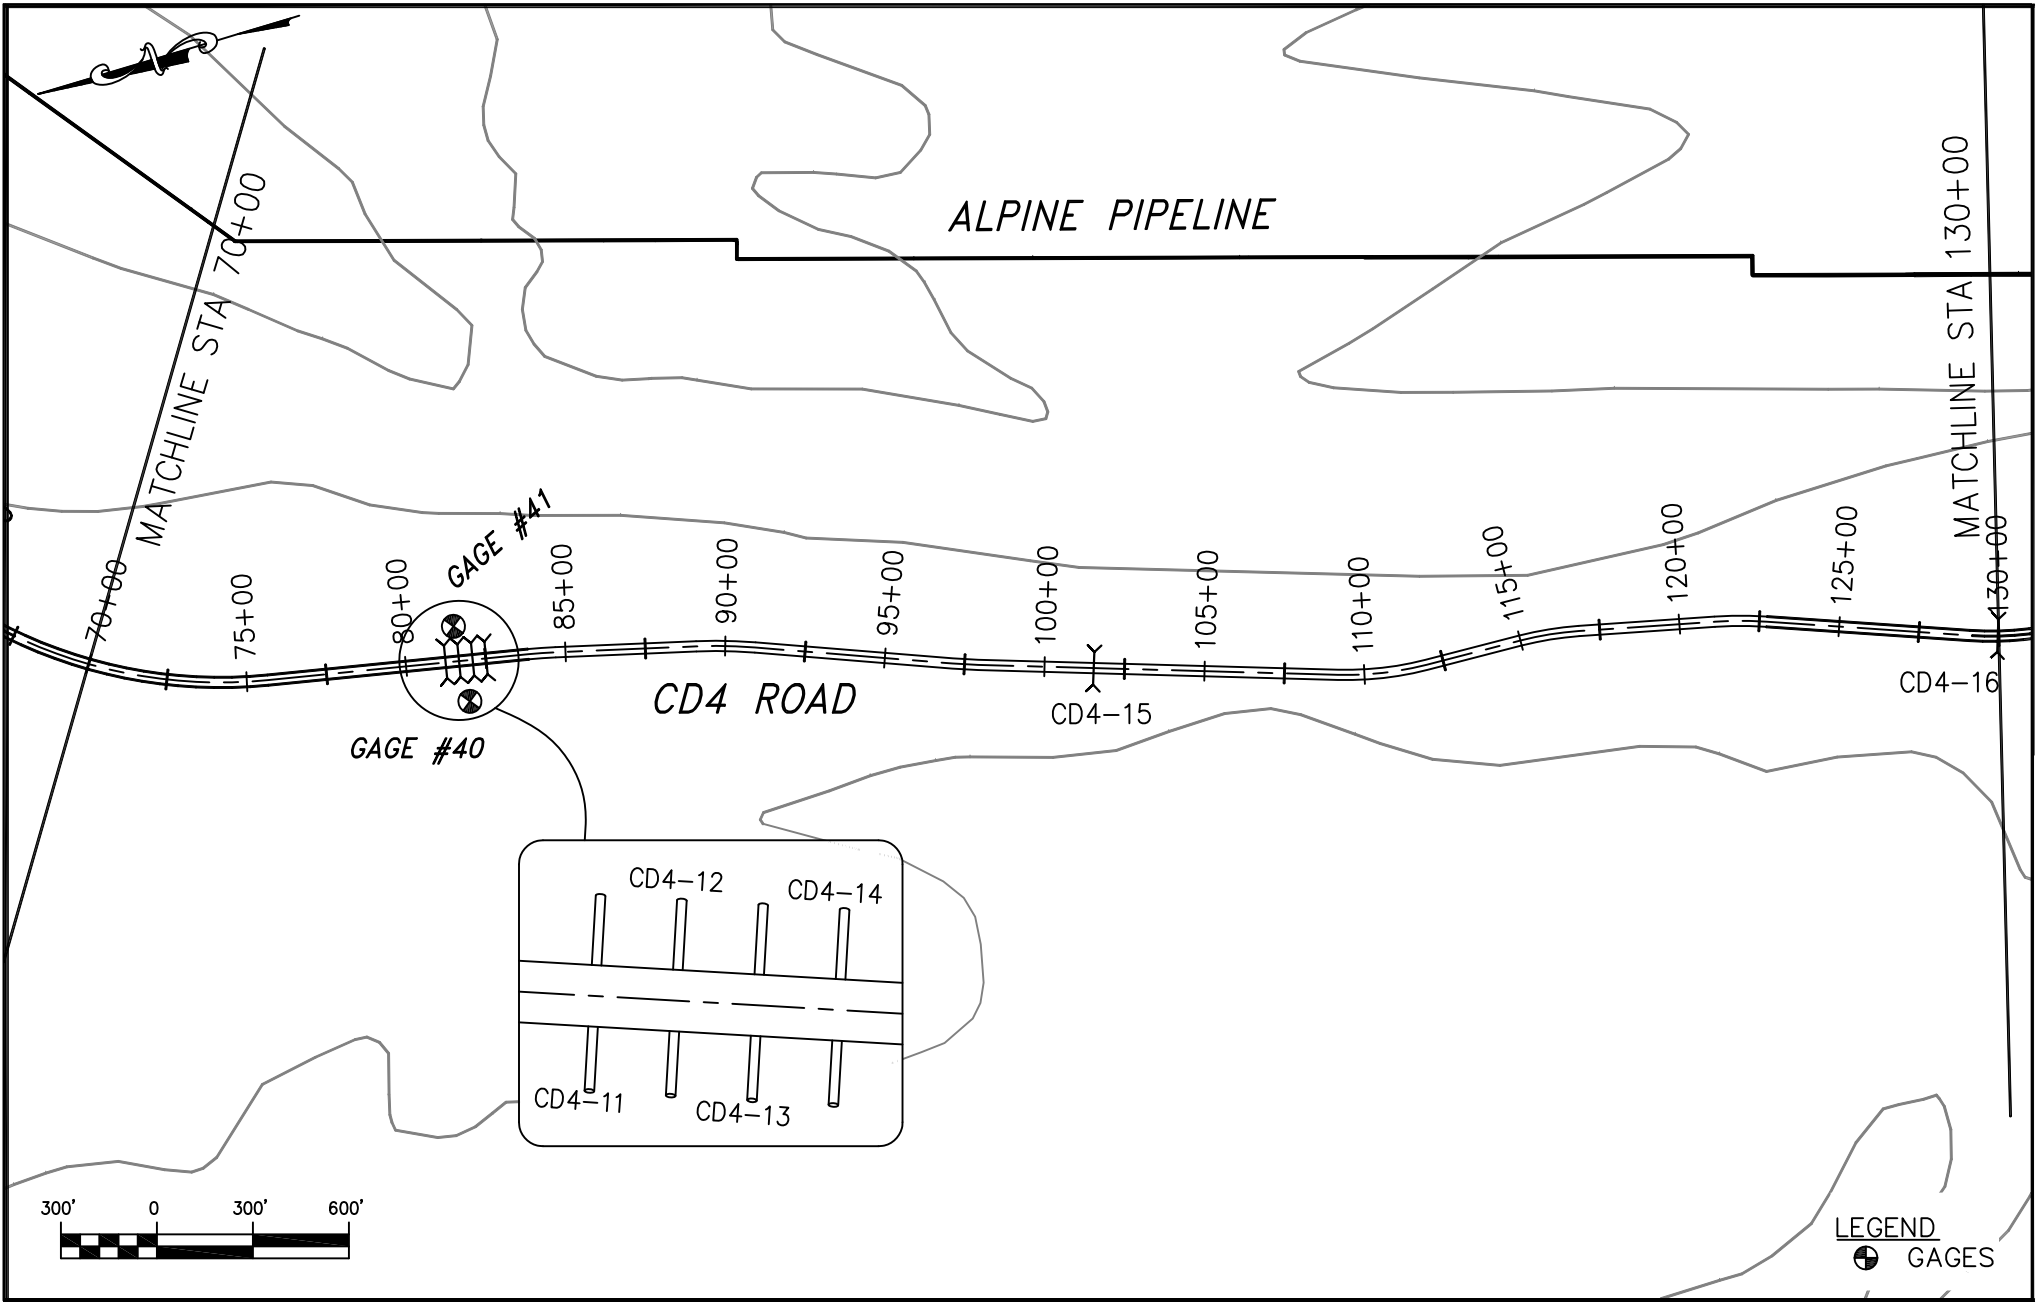 N
ALPINE PIPELINE
MATCHLINE STA 70+00
MATCHLINE STA 130+00
GAGE #41
70+00
75+00
80+00
85+00
90+00
95+00
100+00
105+00
110+00
115+00
120+00
125+00
130+00
CD4 ROAD
CD4-15
CD4-16
GAGE #40
CD4-12
CD4-14
CD4-11
CD4-13
300' 0 300' 600'
LEGEND
GAGES